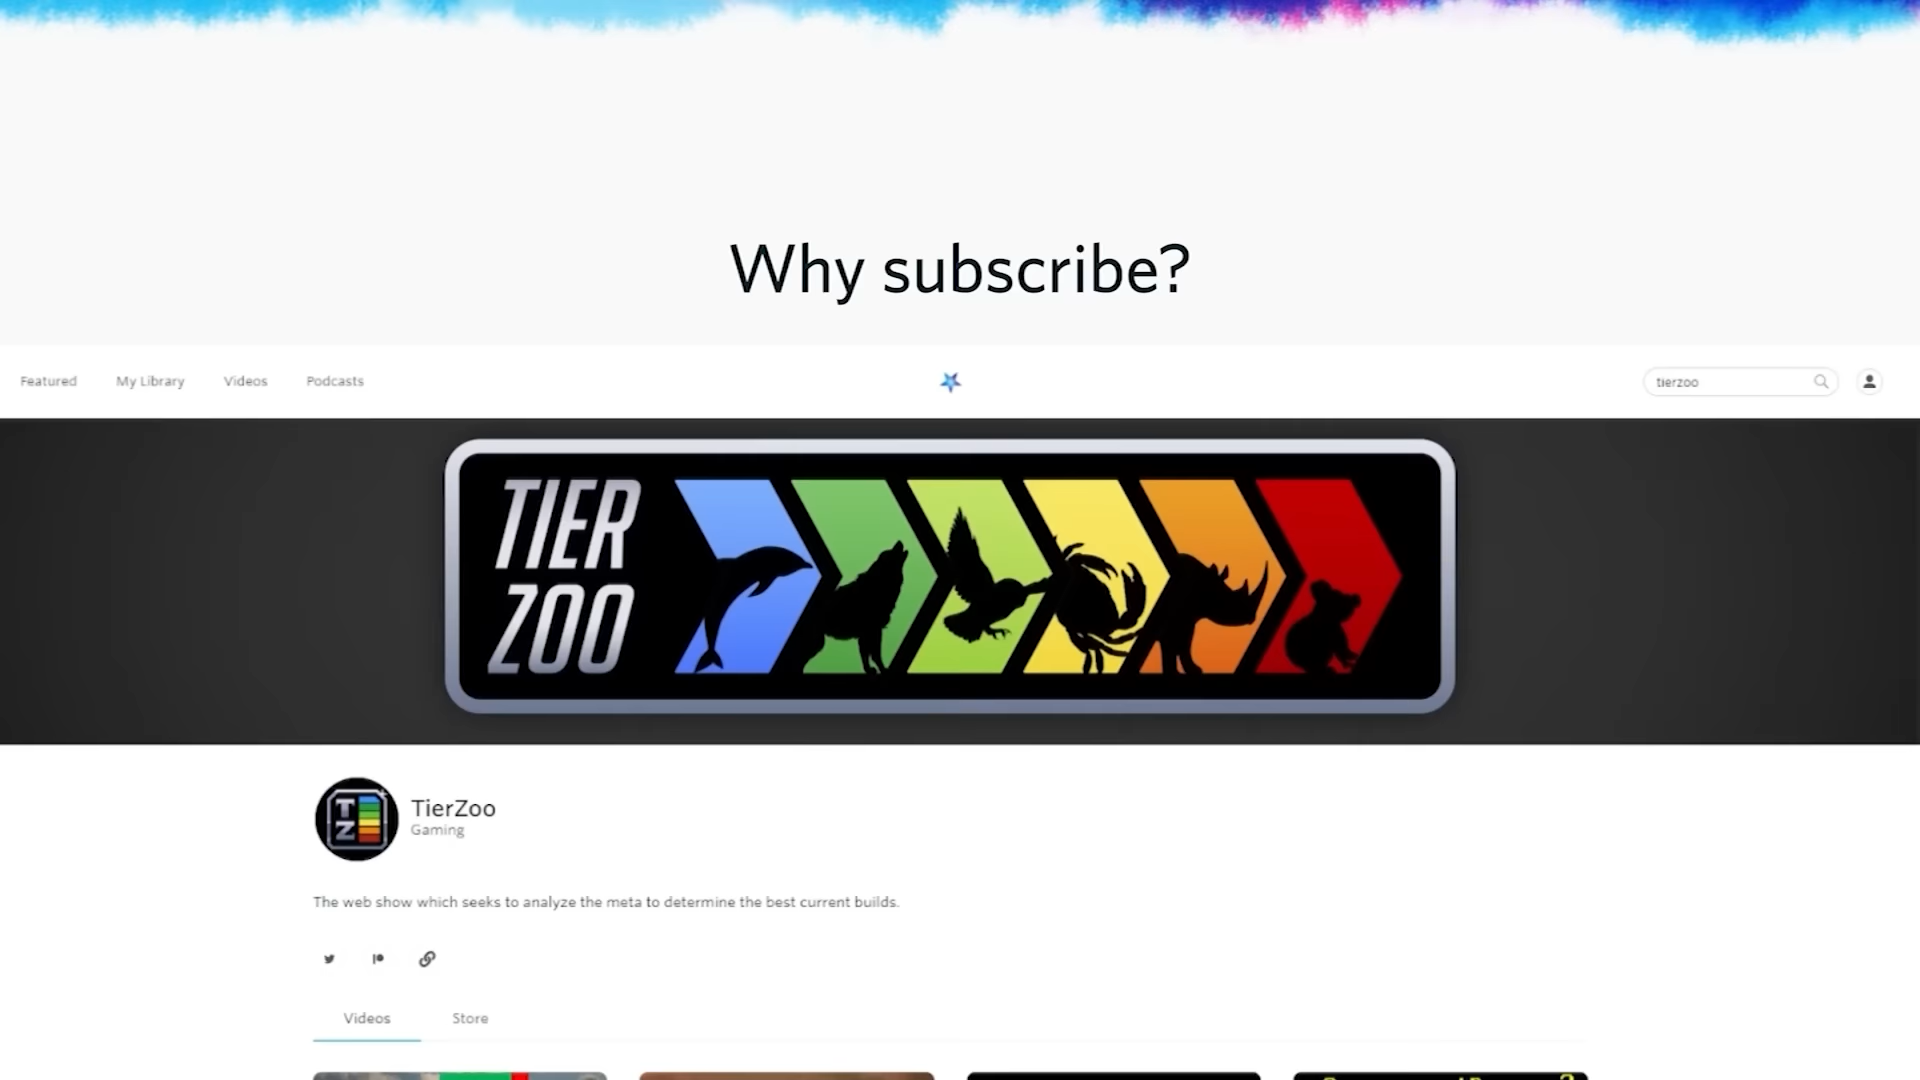 Why subscribe?
Featured My Library Videos Podcasts
tierzoo
TIER
ZOO
TZ
TierZoo
Gaming
The web show which seeks to analyze the meta to determine the best current builds.
Videos Store